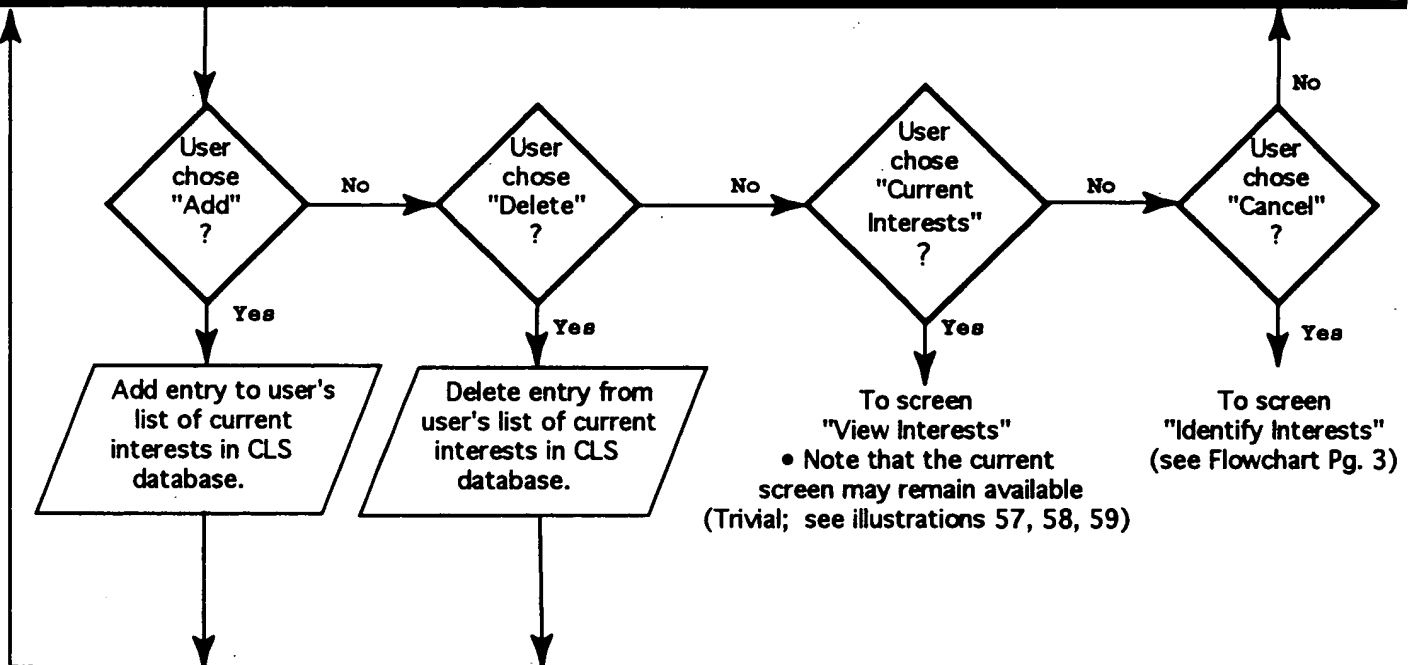 User
chose
"Add"
?
No
Yes
User
chose
"Delete"
?
No
Yes
User
chose
"Current
Interests"
?
No
Yes
User
chose
"Cancel"
?
No
Yes
Add entry to user's
list of current
interests in CLS
database.
Delete entry from
user's list of current
interests in CLS
database.
To screen
"View Interests"
• Note that the current
screen may remain available
(Trivial; see illustrations 57, 58, 59)
To screen
"Identify Interests"
(see Flowchart Pg. 3)